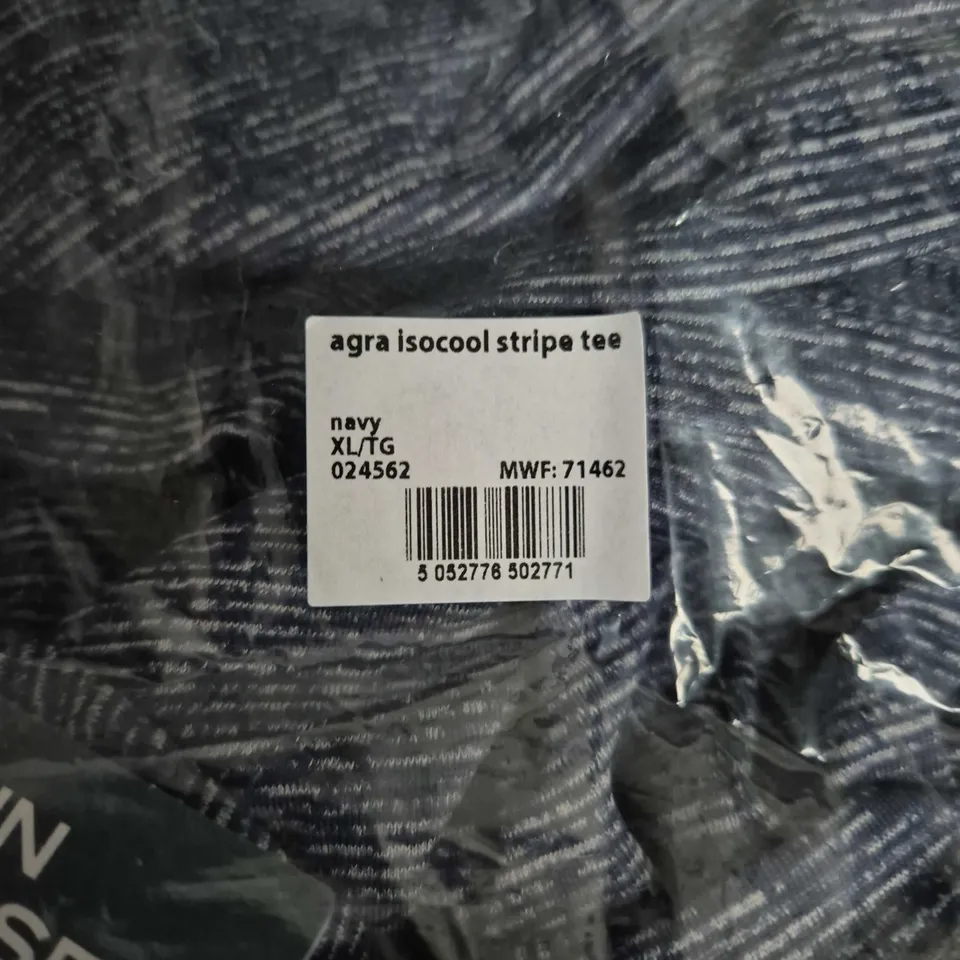 agra isocool stripe tee
navy
XL/TG
024562 MWF: 71462
5 052776 502771